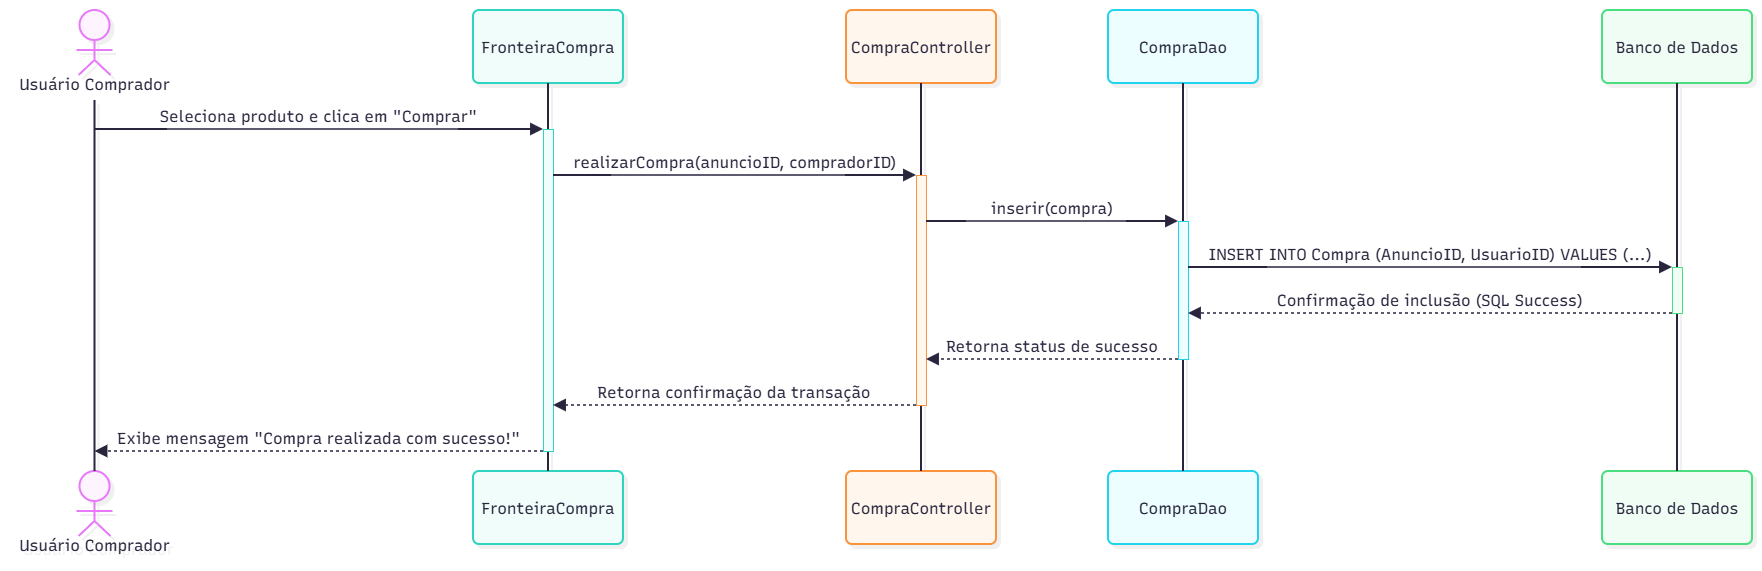 Usuário Comprador
FronteiraCompra
CompraController
CompraDao
Banco de Dados
Seleciona produto e clica em "Comprar"
realizarCompra(anuncioID, compradorID)
inserir(compra)
INSERT INTO Compra (AnuncioID, UsuarioID) VALUES (...)
Confirmação de inclusão (SQL Success)
Retorna status de sucesso
Retorna confirmação da transação
Exibe mensagem "Compra realizada com sucesso!"
Usuário Comprador
FronteiraCompra
CompraController
CompraDao
Banco de Dados